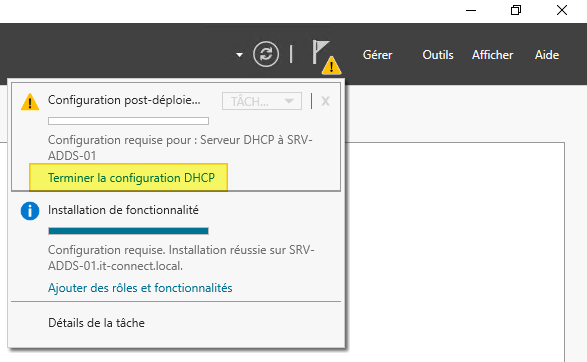 Gérer Outils Afficher Aide
Configuration post-déploie... TÂCH... X
Configuration requise pour : Serveur DHCP à SRV-
ADDS-01
Terminer la configuration DHCP
Installation de fonctionnalité
Configuration requise. Installation réussie sur SRV-
ADDS-01.it-connect.local.
Ajouter des rôles et fonctionnalités
Détails de la tâche